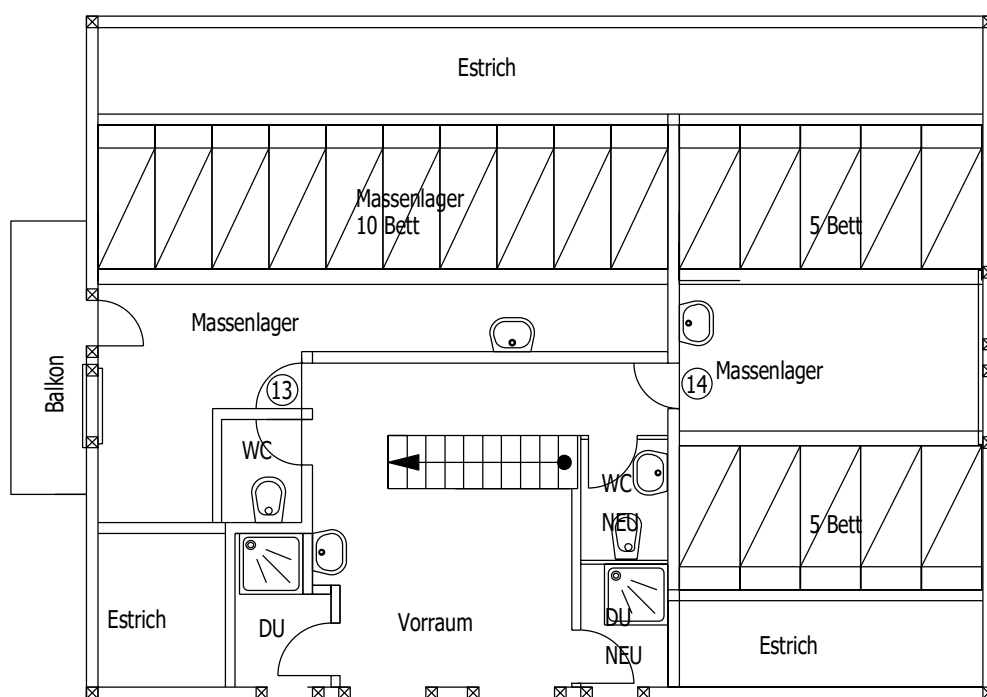 Estrich
Massenlager
10 Bett
5 Bett
Massenlager
Balkon
13
14
Massenlager
WC
WC
NEU
5 Bett
Estrich
DU
Vorraum
DU
NEU
Estrich